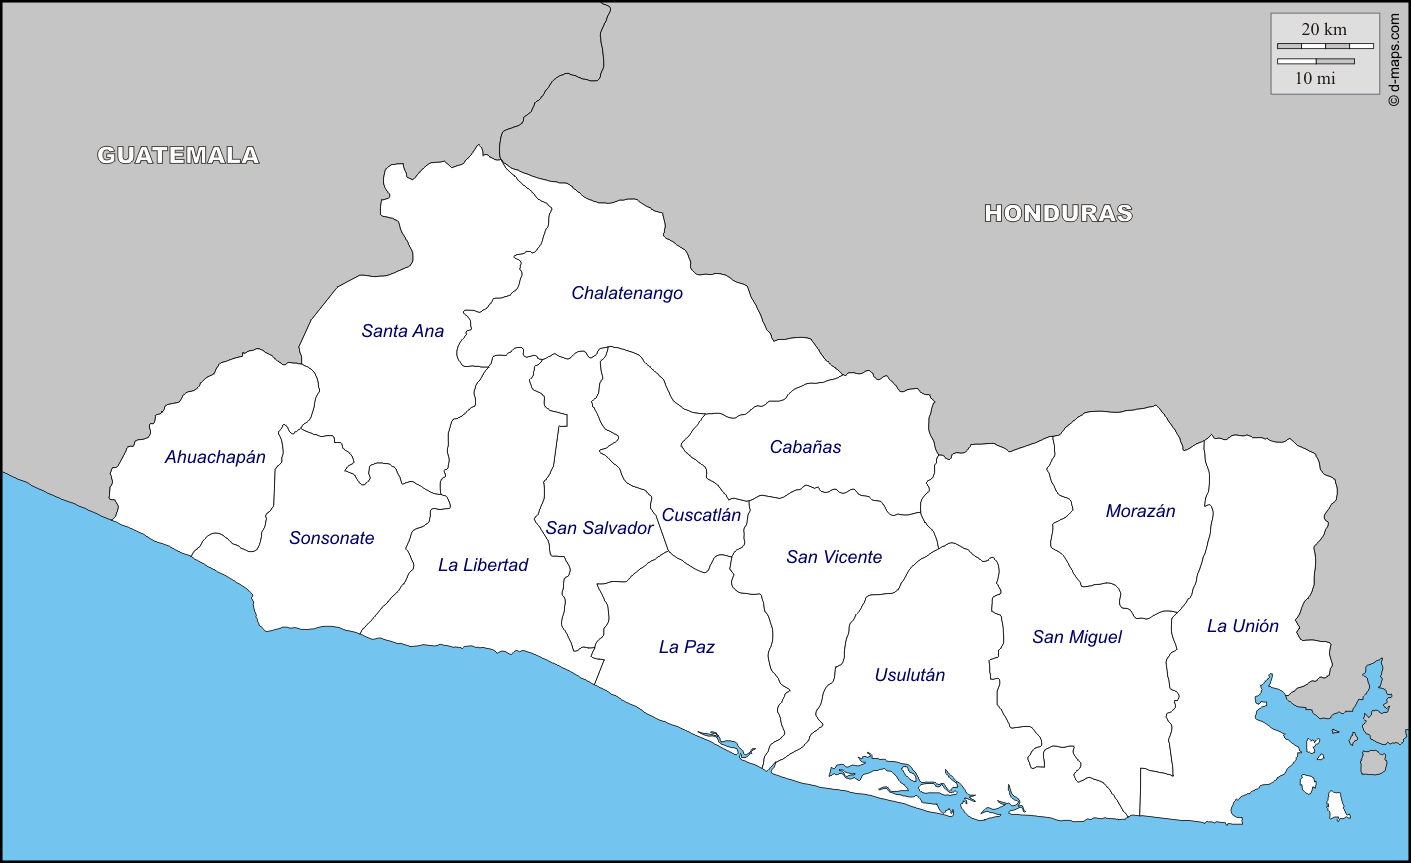 20 km
10 mi
© d-maps.com
GUATEMALA
HONDURAS
Chalatenango
Santa Ana
Cabañas
Ahuachapán
Morazán
Cuscatlán
San Salvador
Sonsonate
San Vicente
La Libertad
La Unión
San Miguel
La Paz
Usulután